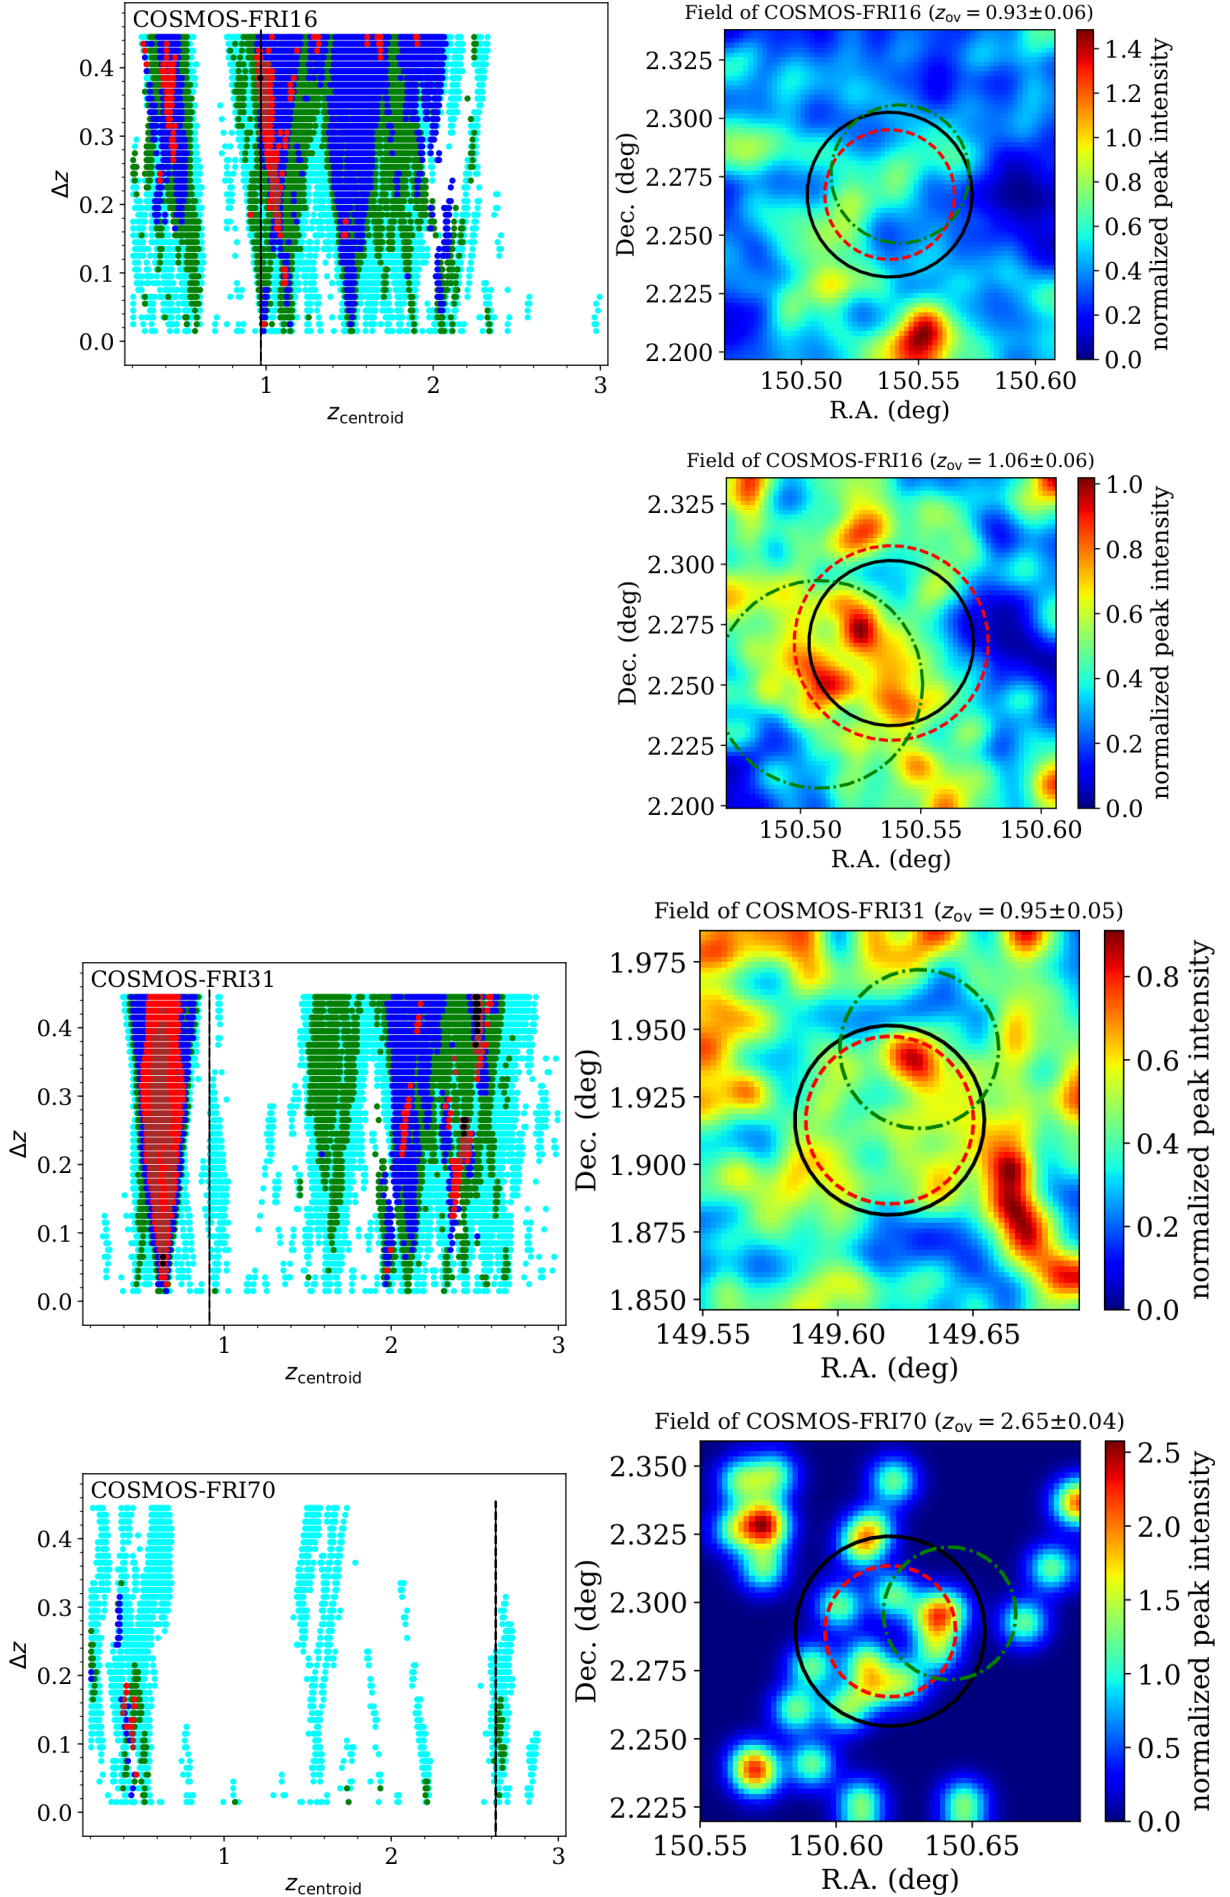 COSMOS-FRI16
0.4
0.3
0.2
0.1
0.0
Δz
1 2 3
z_centroid
Field of COSMOS-FRI16 (z_ov = 0.93±0.06)
2.325
2.300
2.275
2.250
2.225
2.200
Dec. (deg)
150.50 150.55 150.60
R.A. (deg)
1.4
1.2
1.0
0.8
0.6
0.4
0.2
0.0
normalized peak intensity
Field of COSMOS-FRI16 (z_ov = 1.06±0.06)
2.325
2.300
2.275
2.250
2.225
2.200
Dec. (deg)
150.50 150.55 150.60
R.A. (deg)
1.0
0.8
0.6
0.4
0.2
0.0
normalized peak intensity
COSMOS-FRI31
0.4
0.3
0.2
0.1
0.0
Δz
1 2 3
z_centroid
Field of COSMOS-FRI31 (z_ov = 0.95±0.05)
1.975
1.950
1.925
1.900
1.875
1.850
Dec. (deg)
149.55 149.60 149.65
R.A. (deg)
0.8
0.6
0.4
0.2
0.0
normalized peak intensity
COSMOS-FRI70
0.4
0.3
0.2
0.1
0.0
Δz
1 2 3
z_centroid
Field of COSMOS-FRI70 (z_ov = 2.65±0.04)
2.350
2.325
2.300
2.275
2.250
2.225
Dec. (deg)
150.55 150.60 150.65
R.A. (deg)
2.5
2.0
1.5
1.0
0.5
0.0
normalized peak intensity